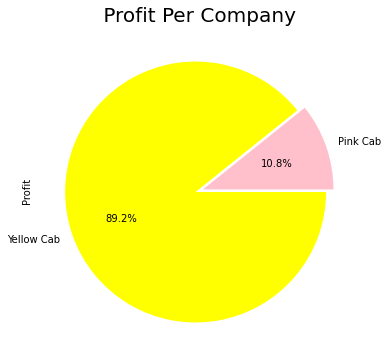 Profit Per Company
Pink Cab
10.8%
Profit
89.2%
Yellow Cab